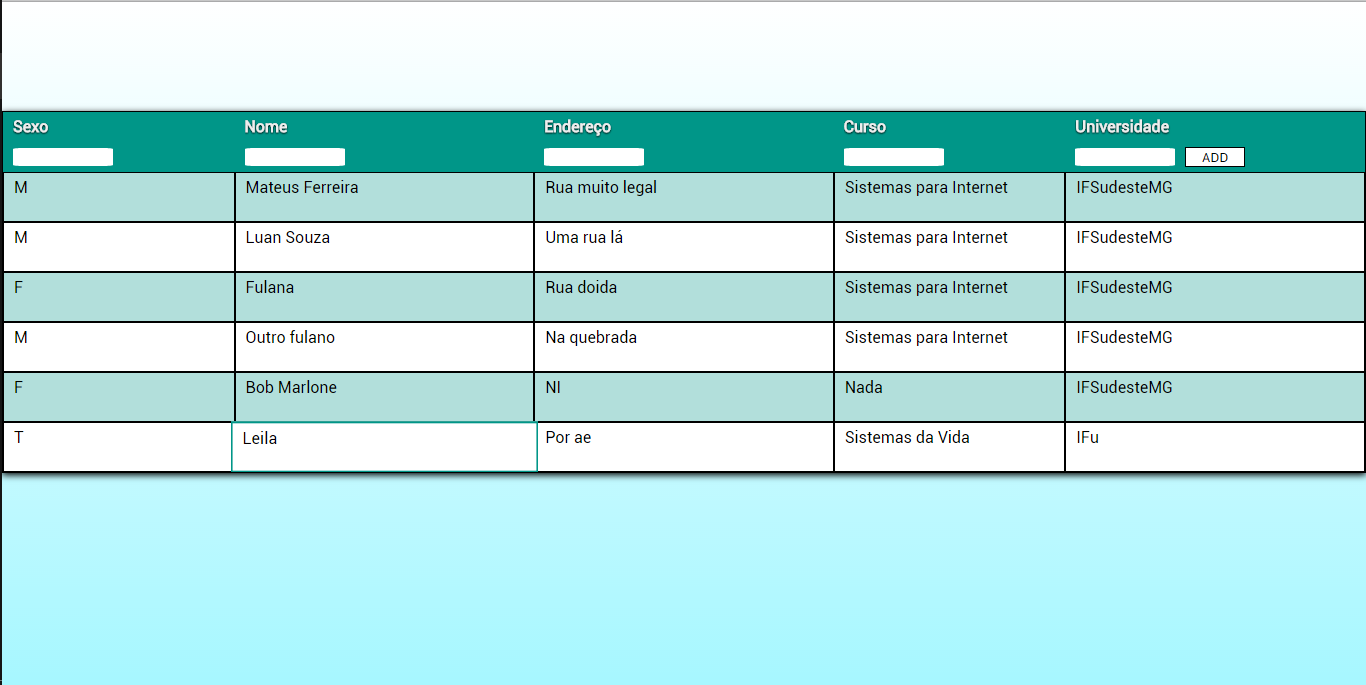 Sexo Nome Endereço Curso Universidade
ADD
M Mateus Ferreira Rua muito legal Sistemas para Internet IFSudesteMG
M Luan Souza Uma rua lá Sistemas para Internet IFSudesteMG
F Fulana Rua doida Sistemas para Internet IFSudesteMG
M Outro fulano Na quebrada Sistemas para Internet IFSudesteMG
F Bob Marlone NI Nada IFSudesteMG
T Leila Por ae Sistemas da Vida IFu